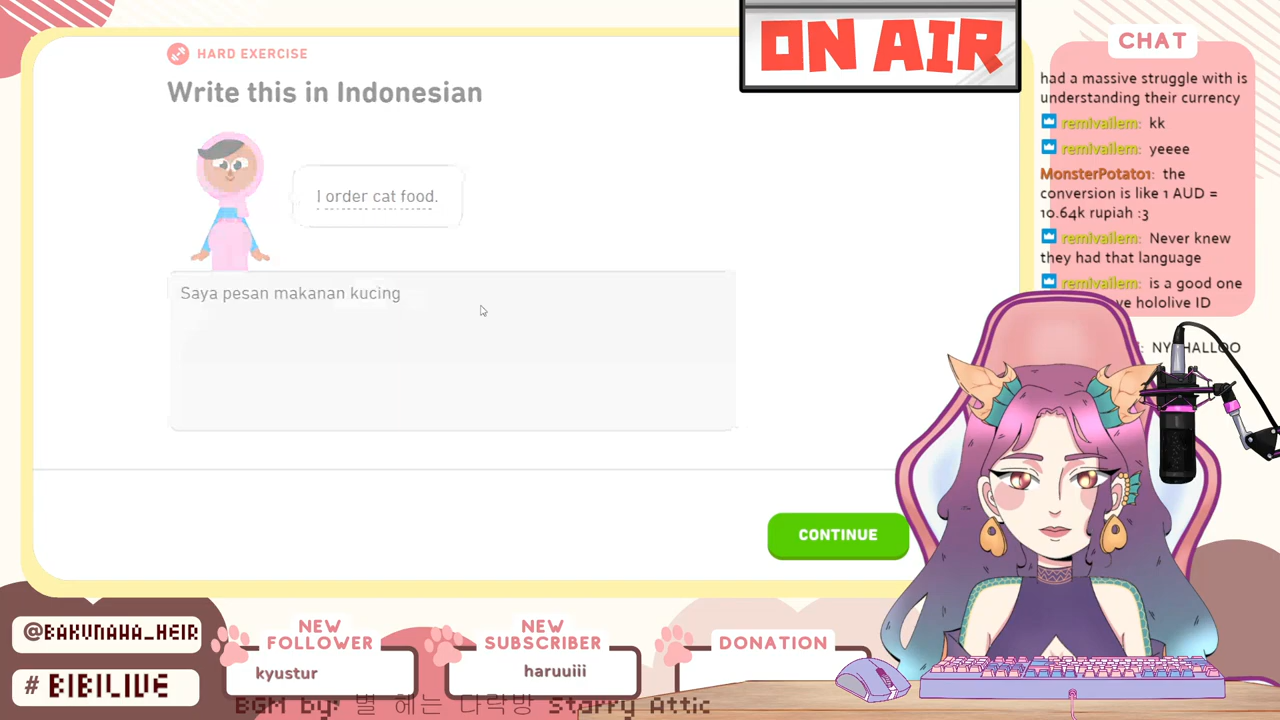 HARD EXERCISE
Write this in Indonesian
I order cat food.
Saya pesan makanan kucing
CONTINUE
ON AIR
CHAT
had a massive struggle with is
understanding their currency
remivailem: kk
remivailem: yeeee
MonsterPotato1: the
conversion is like 1 AUD =
10.64k rupiah :3
remivailem: Never knew
they had that language
remivailem: is a good one
ve hololive ID
: NY HALLOO
@BAKUNAWA_HEIR
# BIBILIVE
NEW
FOLLOWER
kyustur
NEW
SUBSCRIBER
haruuiii
DONATION
BGM by: 별 헤는 다락방 Starry Attic